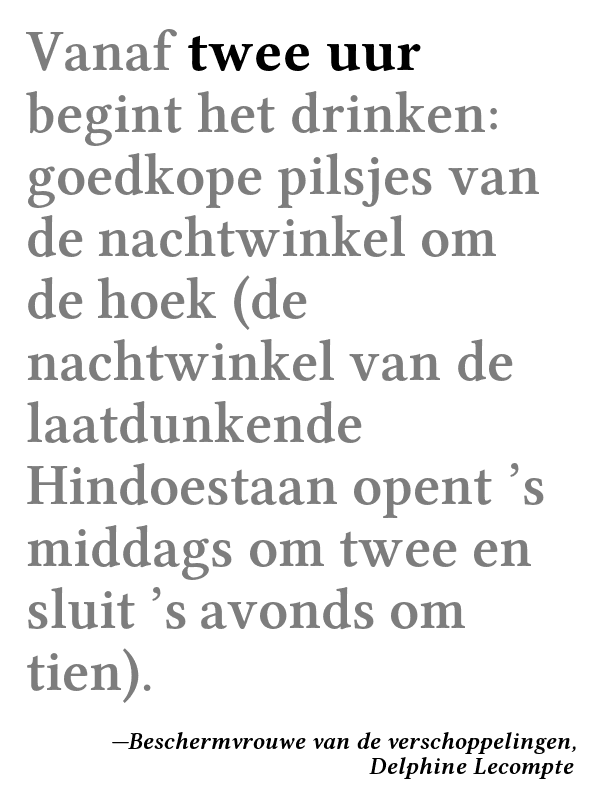 Vanaf twee uur
begint het drinken:
goedkope pilsjes van
de nachtwinkel om
de hoek (de
nachtwinkel van de
laatdunkende
Hindoestaan opent ’s
middags om twee en
sluit ’s avonds om
tien).
—Beschermvrouwe van de verschoppelingen,
Delphine Lecompte